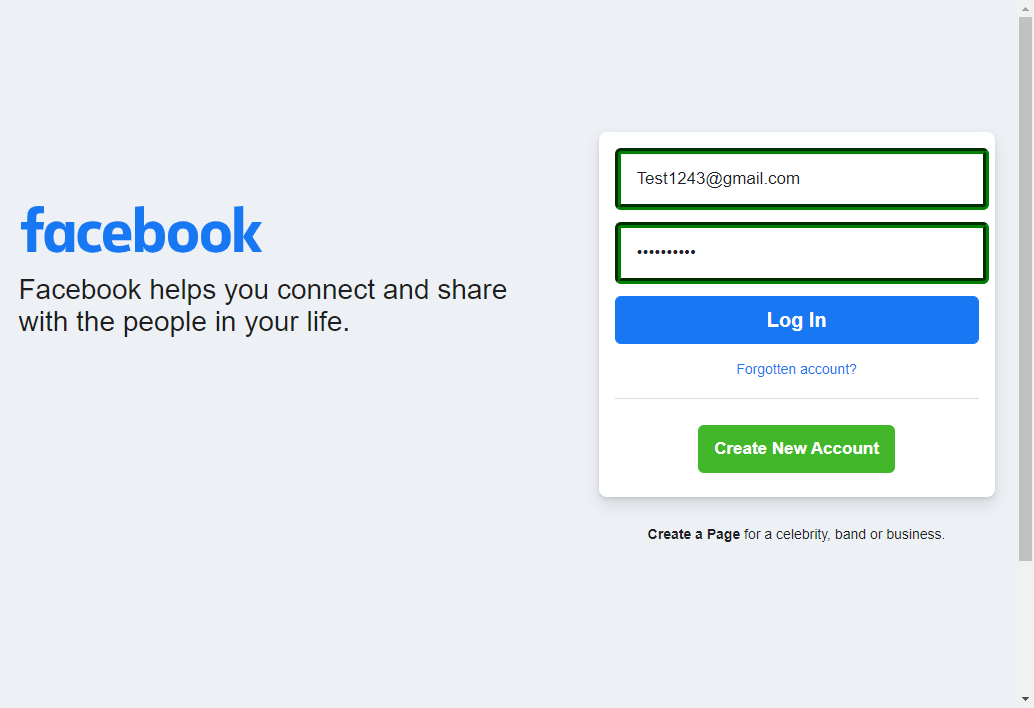 facebook
Facebook helps you connect and share
with the people in your life.
Test1243@gmail.com
••••••••••
Log In
Forgotten account?
Create New Account
Create a Page for a celebrity, band or business.